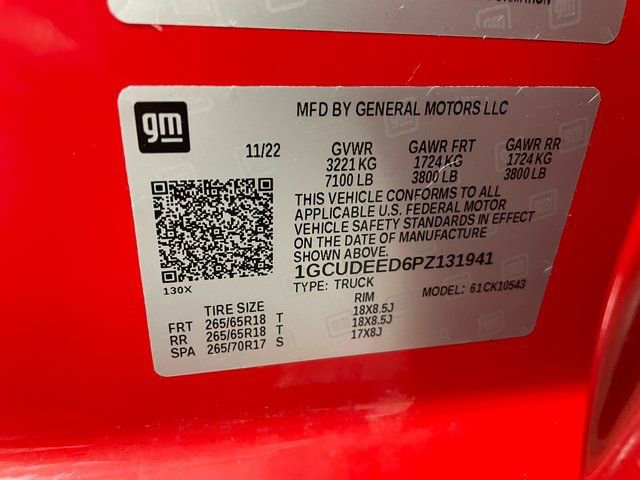 gm
gm
MFD BY GENERAL MOTORS LLC
11/22 GVWR GAWR FRT GAWR RR
3221 KG 1724 KG 1724 KG
7100 LB 3800 LB 3800 LB
THIS VEHICLE CONFORMS TO ALL
APPLICABLE U.S. FEDERAL MOTOR
VEHICLE SAFETY STANDARDS IN EFFECT
ON THE DATE OF MANUFACTURE
SHOWN ABOVE.
1GCUDEED6PZ131941
130X
TYPE: TRUCK MODEL: 61CK10543
TIRE SIZE RIM
FRT 265/65R18 T 18X8.5J
RR 265/65R18 T 18X8.5J
SPA 265/70R17 S 17X8J